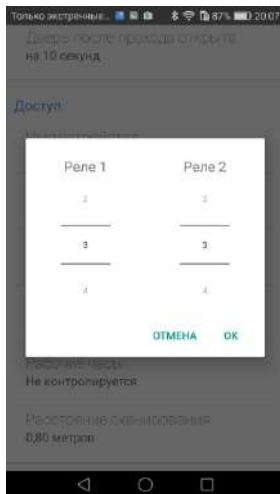 Только экстренные... 87% 20:07
Дверь после прохода открыта
на 10 секунд
Доступ
Реле 1 Реле 2
2 2
3 3
4 4
ОТМЕНА OK
Рабочие часы
Не контролируется
Расстояние сканирования
0,80 метров